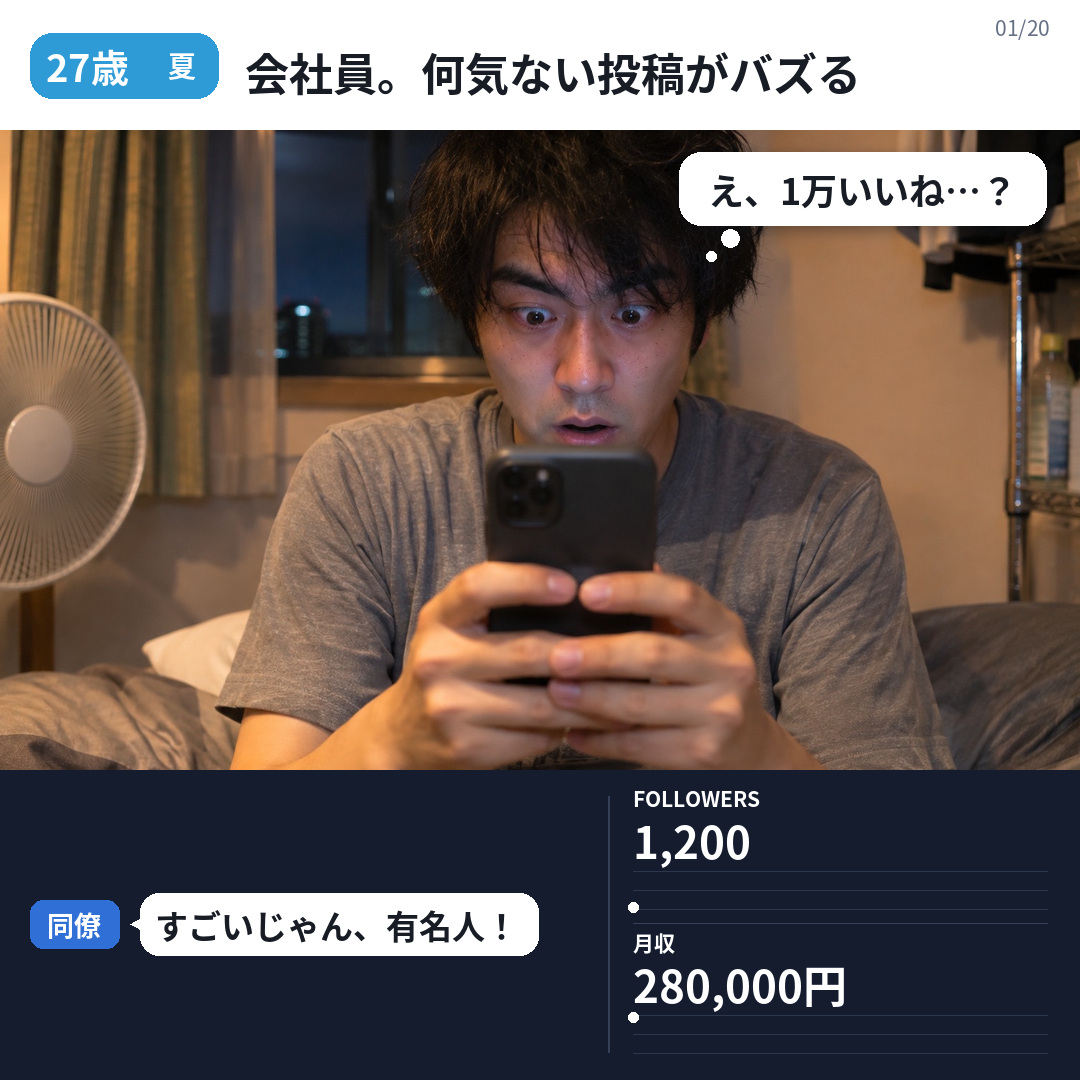 01/20
27歳 夏
会社員。何気ない投稿がバズる
え、1万いいね…？
同僚
すごいじゃん、有名人！
FOLLOWERS
1,200
月収
280,000円